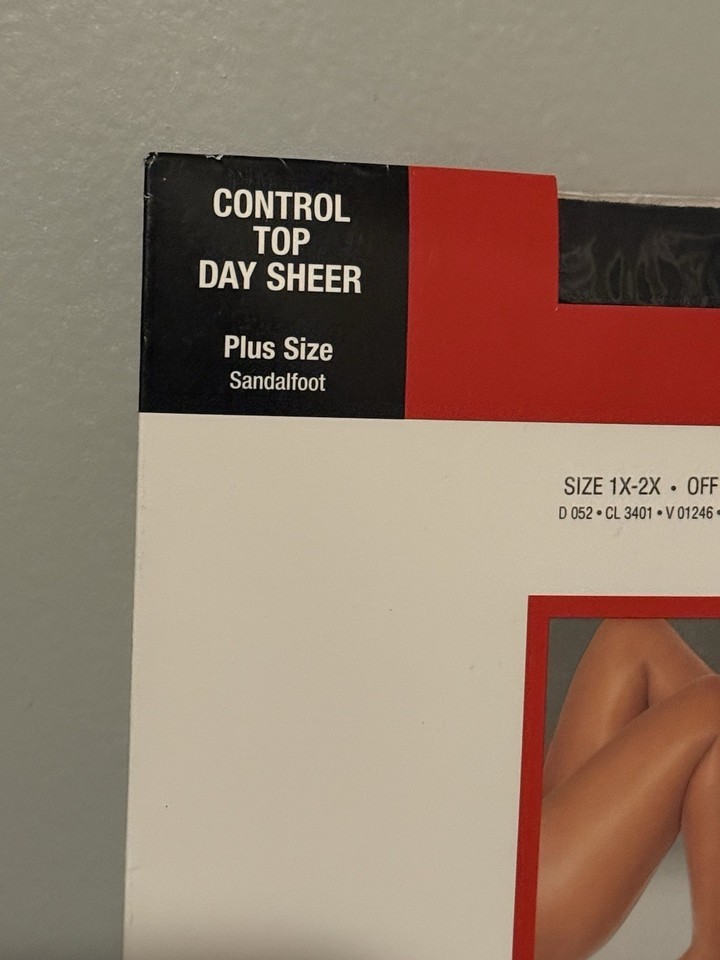 CONTROL
TOP
DAY SHEER
Plus Size
Sandalfoot
SIZE 1X-2X • OFF
D 052 • CL 3401 • V 01246 •